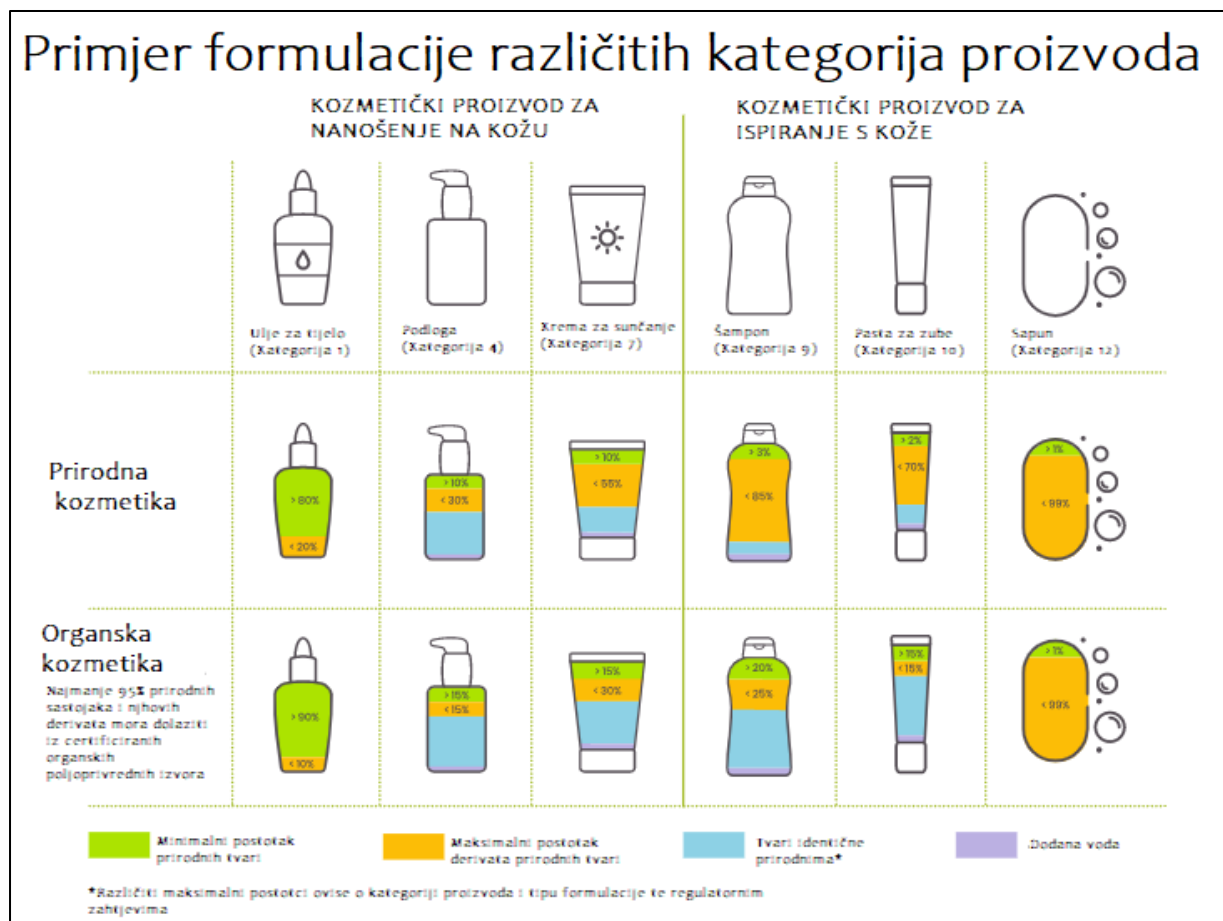 Primjer formulacije različitih kategorija proizvoda
KOZMETIČKI PROIZVOD ZA
NANOŠENJE NA KOŽU
KOZMETIČKI PROIZVOD ZA
ISPIRANJE S KOŽE
Ulje za tijelo
(Kategorija 1)
Podloga
(Kategorija 4)
Krema za sunčanje
(Kategorija 7)
Šampon
(Kategorija 9)
Pasta za zube
(Kategorija 10)
Sapun
(Kategorija 12)
Prirodna
kozmetika
>80%
<20%
>10%
<30%
>10%
<55%
>3%
<85%
>2%
<70%
>1%
<99%
Organska
kozmetika
Najmanje 95% prirodnih
sastojaka i njhovih
derivata mora dolaziti
iz certificiranih
organskih
poljoprivrednih izvora
>90%
<10%
>15%
<15%
>15%
<30%
>20%
<25%
>15%
<15%
>1%
<99%
Minimalni postotak
prirodnih tvari
Maksimalni postotak
derivata prirodnih tvari
Tvari identične
prirodnima*
Dodana voda
*Različiti maksimalni postotci ovise o kategoriji proizvoda i tipu formulacije te regulatornim
zahtjevima